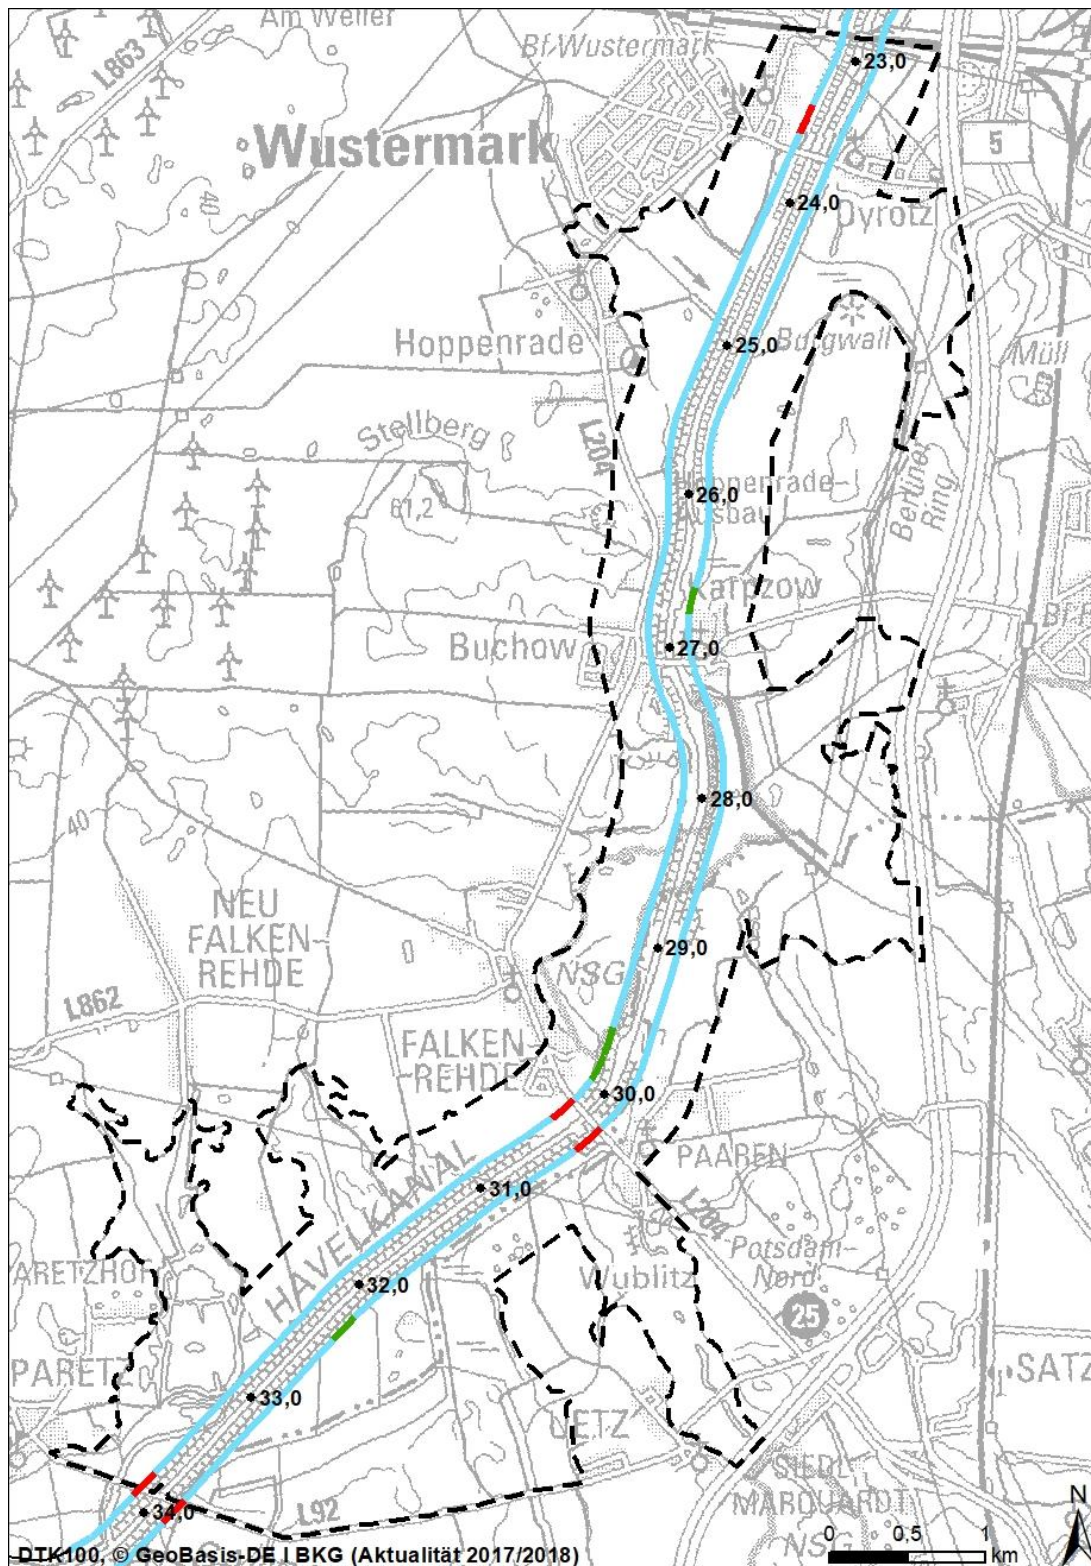 Am Weiler
Bf-Wustermark
L863
23,0
Wustermark
5
40
24,0
Dyrotz
Hoppenrade
25,0
Burgwall
Müll
Stellberg
L204
61,2
26,0
Hoppenrade-
Ausbau
Berliner
Ring
Karpzow
Buchow
27,0
Bf
28,0
40
NEU
FALKEN-
REHDE
29,0
NSG
L862
FALKEN-
REHDE
30,0
PAAREN
31,0
L204
HAVELKANAL
Potsdam-
Nord
Wublitz
ARETZHOF
32,0
25
PARETZ
SATZ
33,0
UETZ
SIEDL
MARQUARDT
34,0
L92
NSG
N
0 0,5 1
km
DTK100, © GeoBasis-DE | BKG (Aktualität 2017/2018)